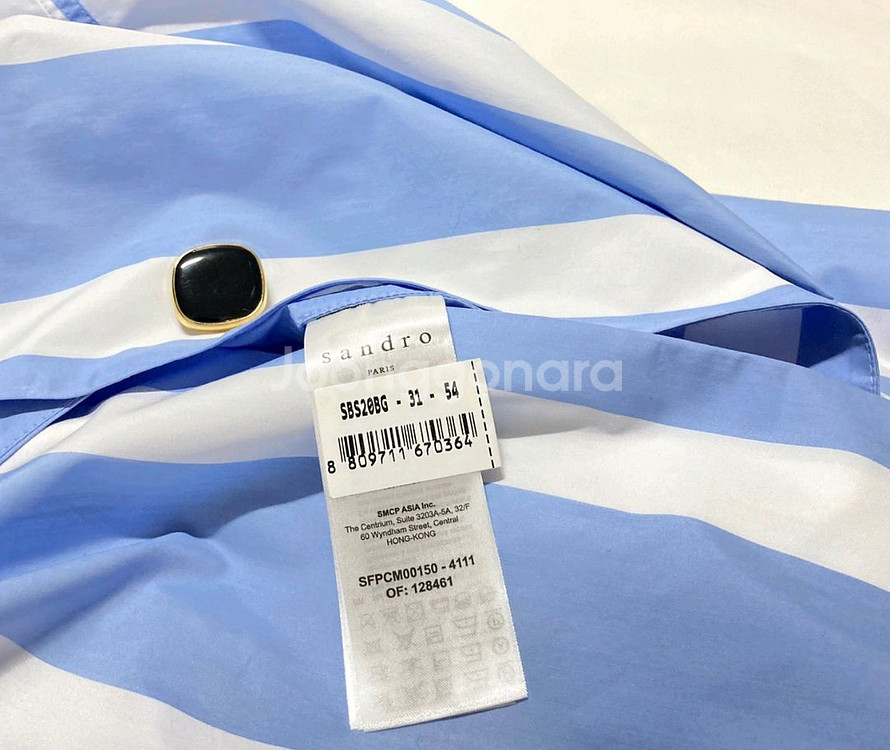 sandro
PARIS
Joonggonara
SBS20BG - 31 - 54
8 809711 670364
SMCP ASIA Inc.
The Centrium, Suite 3203A-5A, 32/F
60 Wyndham Street, Central
HONG-KONG
SFPCM00150 - 4111
OF: 128461